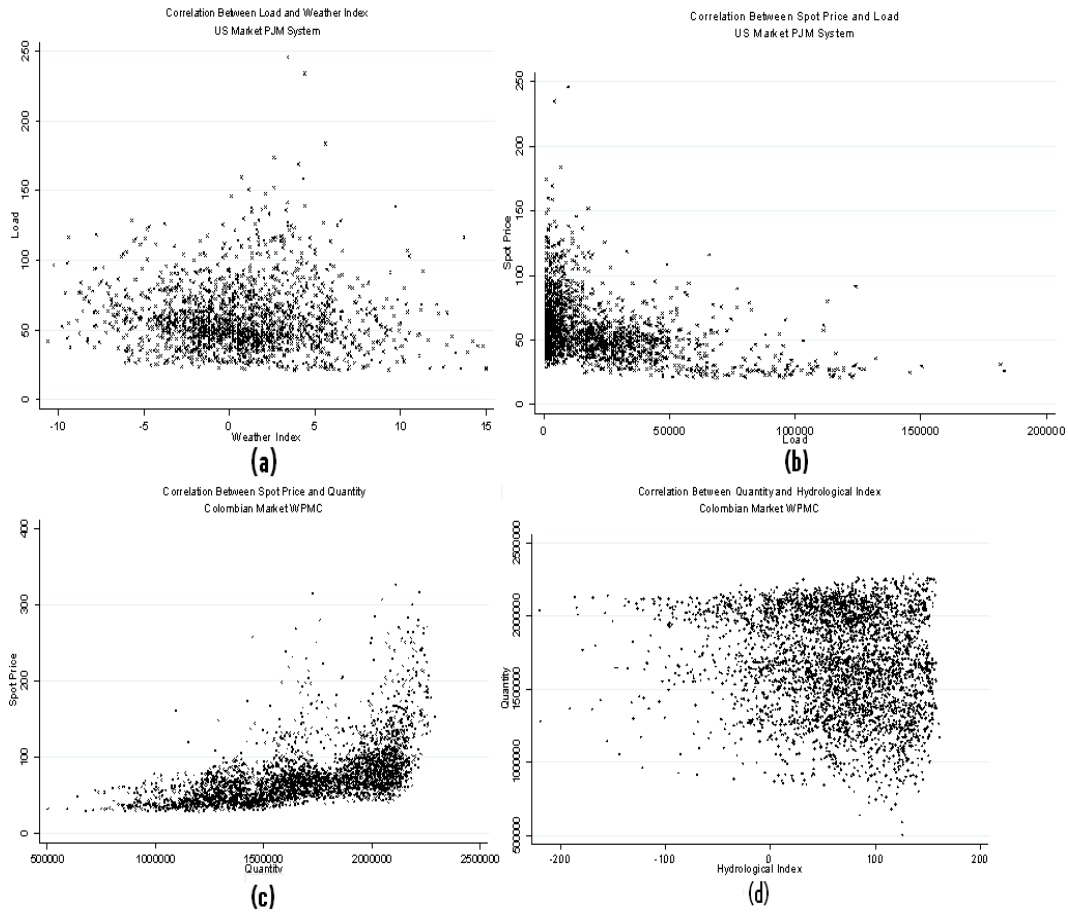 Correlation Between Load and Weather Index
US Market PJM System
Load
250
200
150
100
50
0
-10
-5
0
5
10
15
Weather Index
(a)
Correlation Between Spot Price and Load
US Market PJM System
Spot Price
250
200
150
100
50
0
0
50000
100000
150000
200000
Load
(b)
Correlation Between Spot Price and Quantity
Colombian Market WPMC
Spot Price
400
300
200
100
0
500000
1000000
1500000
2000000
2500000
Quantity
(c)
Correlation Between Quantity and Hydrological Index
Colombian Market WPMC
Quantity
2500000
2000000
1500000
1000000
500000
-200
-100
0
100
200
Hydrological Index
(d)